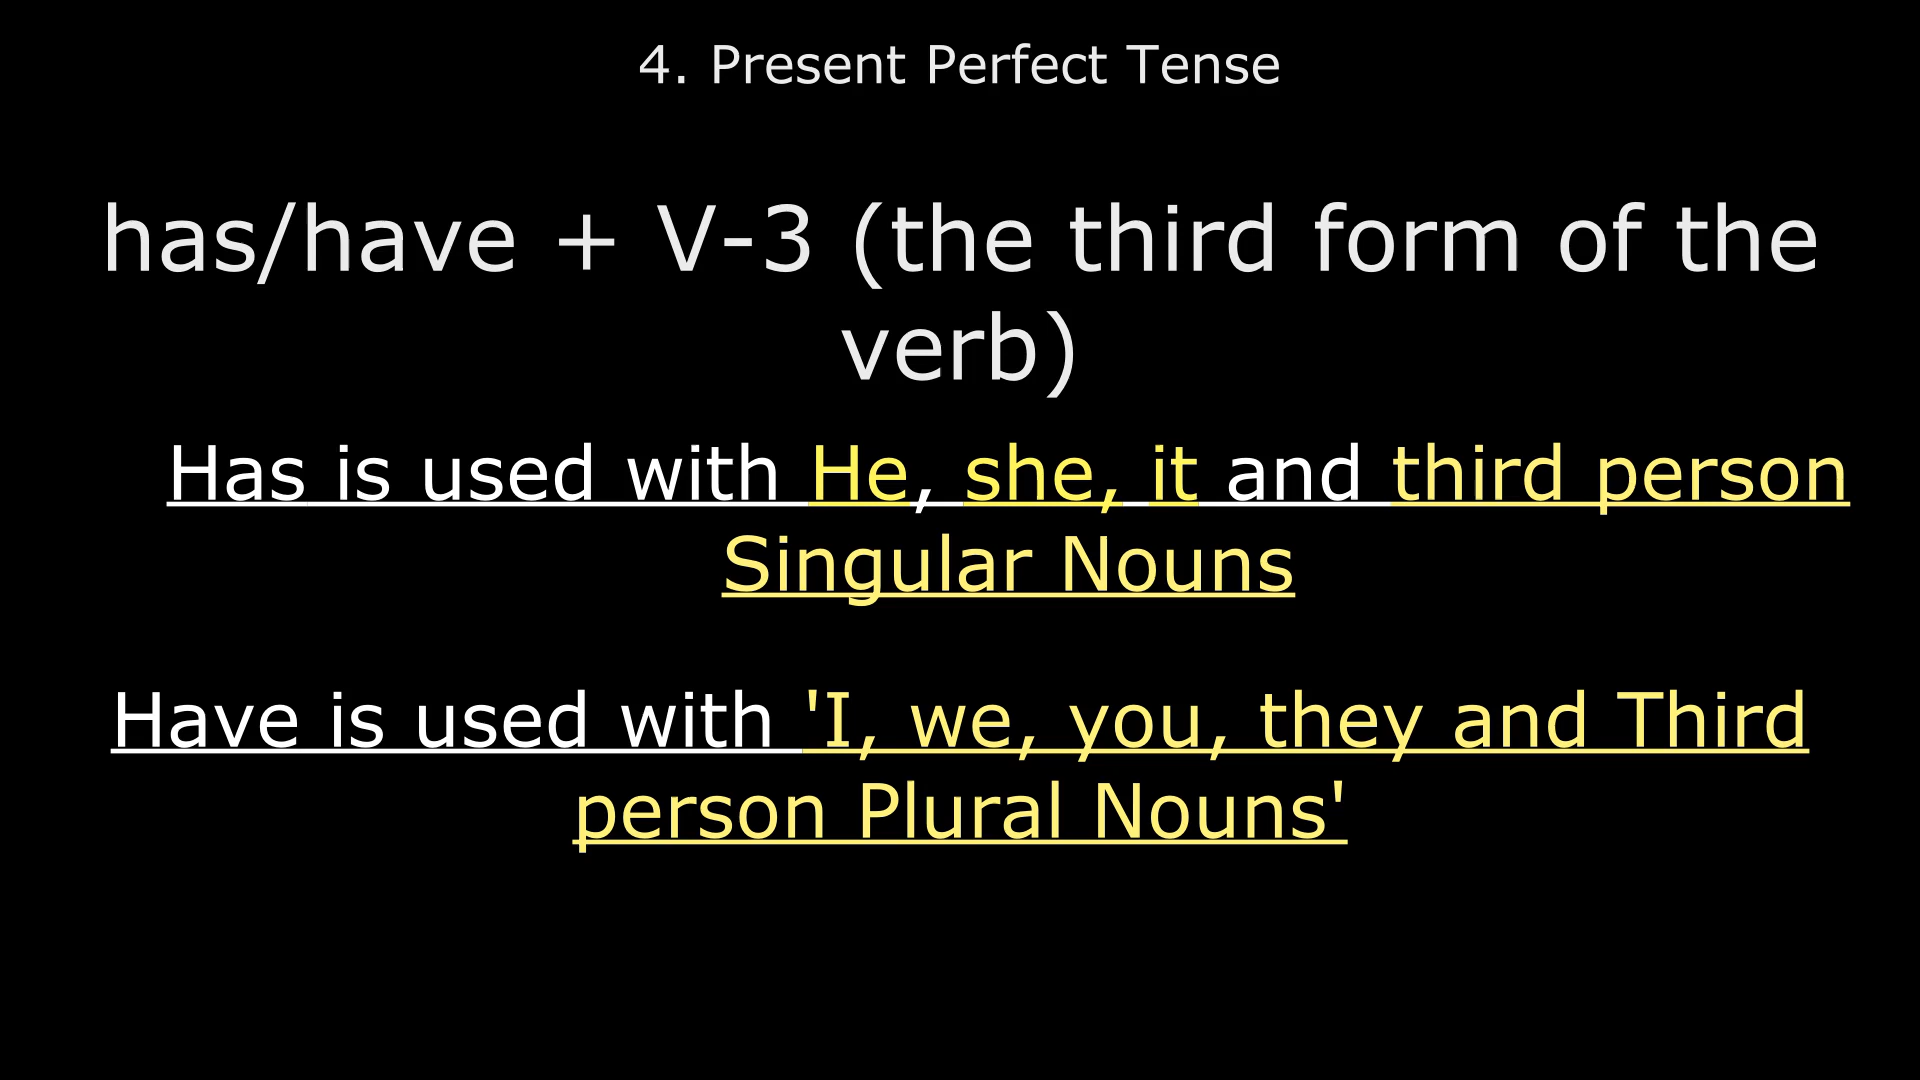 4. Present Perfect Tense
has/have + V-3 (the third form of the
verb)
Has is used with He, she, it and third person
Singular Nouns
Have is used with 'I, we, you, they and Third
person Plural Nouns'